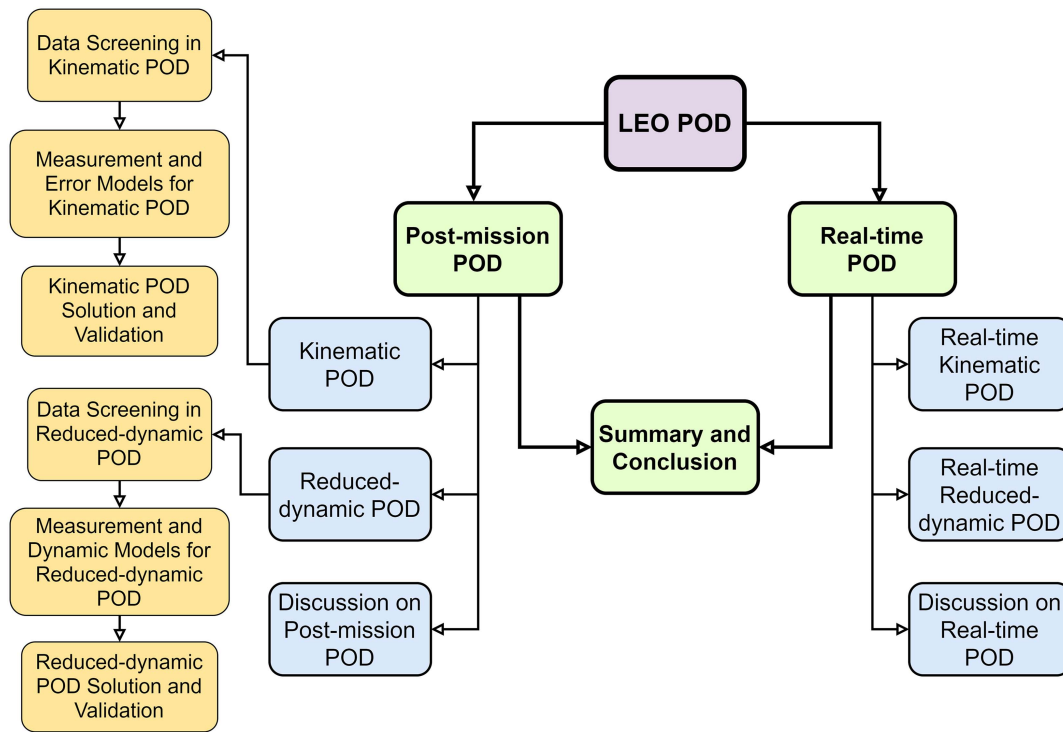 LEO POD
Post-mission
POD
Real-time
POD
Summary and
Conclusion
Kinematic
POD
Reduced-
dynamic POD
Discussion on
Post-mission
POD
Real-time
Kinematic
POD
Real-time
Reduced-
dynamic POD
Discussion on
Real-time
POD
Data Screening in
Kinematic POD
Measurement and
Error Models for
Kinematic POD
Kinematic POD
Solution and
Validation
Data Screening in
Reduced-dynamic
POD
Measurement and
Dynamic Models for
Reduced-dynamic
POD
Reduced-dynamic
POD Solution and
Validation